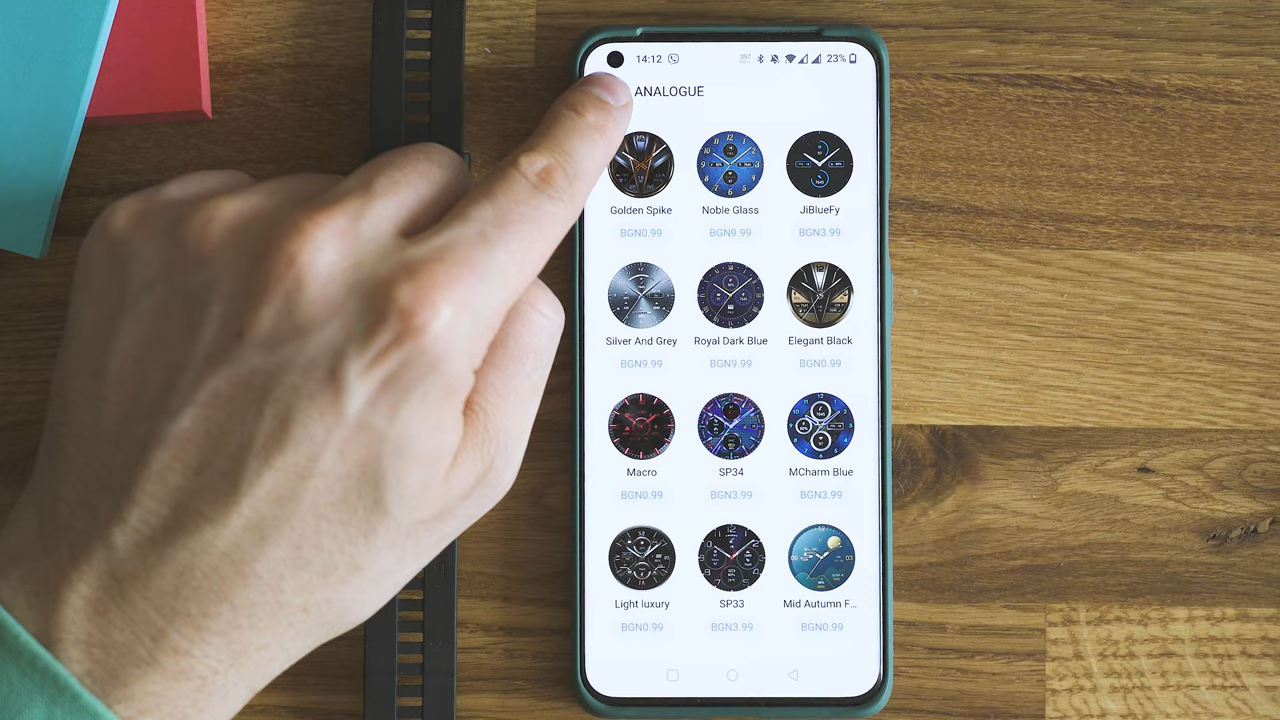 14:12
23%
ANALOGUE
Golden Spike Noble Glass JiBlueFy
BGN0.99 BGN9.99 BGN3.99
Silver And Grey Royal Dark Blue Elegant Black
BGN9.99 BGN9.99 BGN0.99
Macro SP34 MCharm Blue
BGN0.99 BGN3.99 BGN3.99
Light luxury SP33 Mid Autumn F...
BGN0.99 BGN3.99 BGN0.99